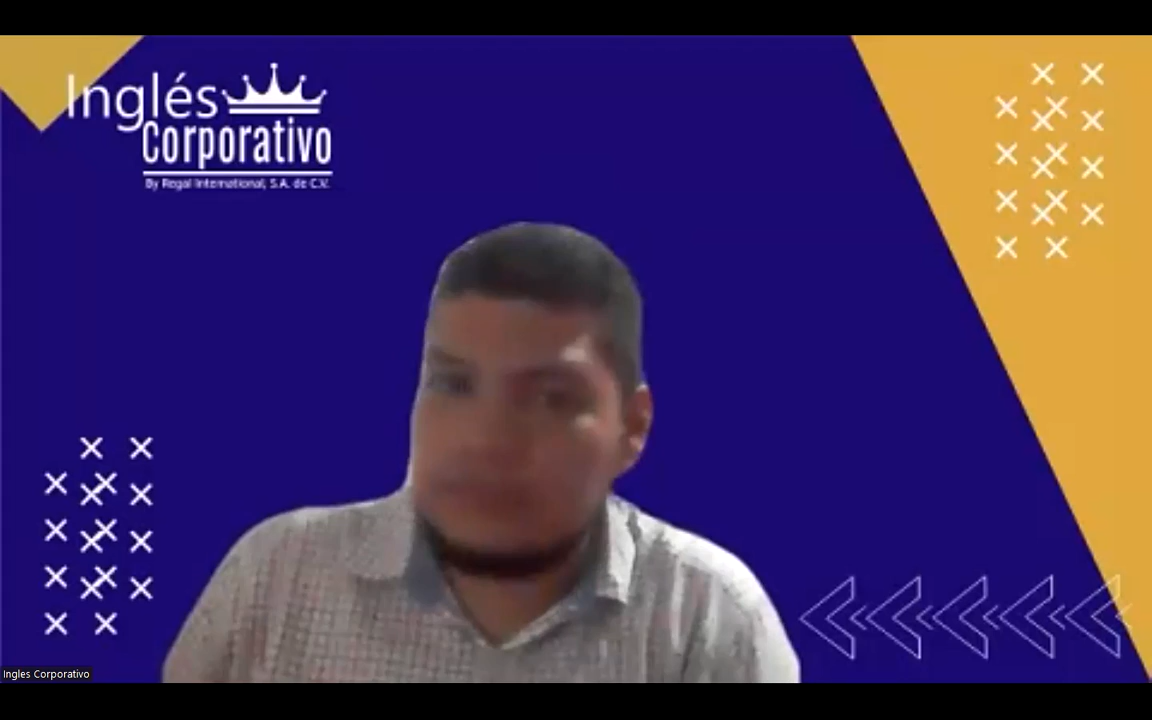 Inglés
Corporativo
By Regal International, S.A. de C.V.
Ingles Corporativo